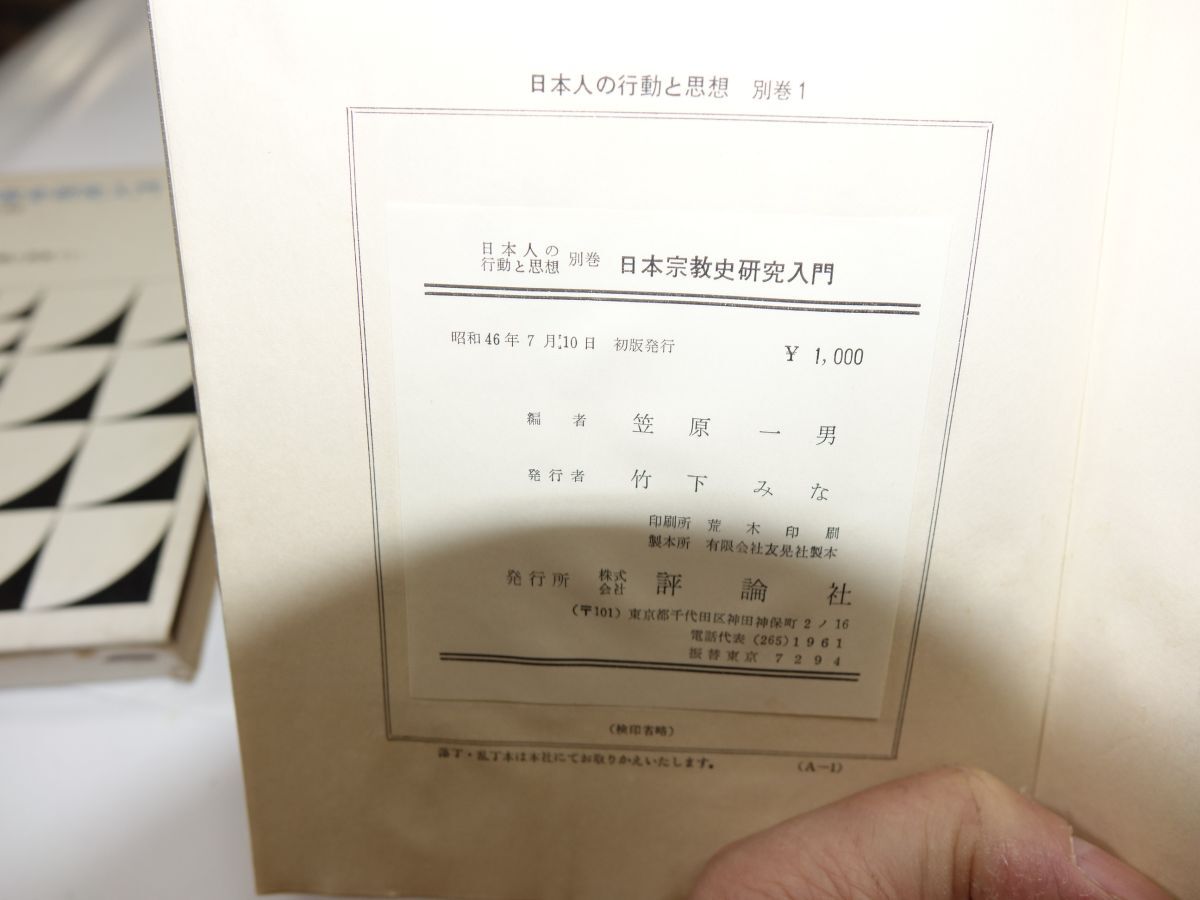 日本人の行動と思想 別巻1
日本人の
行動と思想 別巻 日本宗教史研究入門
昭和46年7月10日 初版発行 ¥ 1,000
編者 笠原一男
発行者 竹下みな
印刷所 荒木印刷
製本所 有限会社友晃社製本
発行所 株式会社 評論社
(〒101) 東京都千代田区神田神保町2ノ16
電話代表 (265) 1961
振替東京 7294
(検印省略)
落丁・乱丁本は本社にてお取りかえいたします。 (A-1)